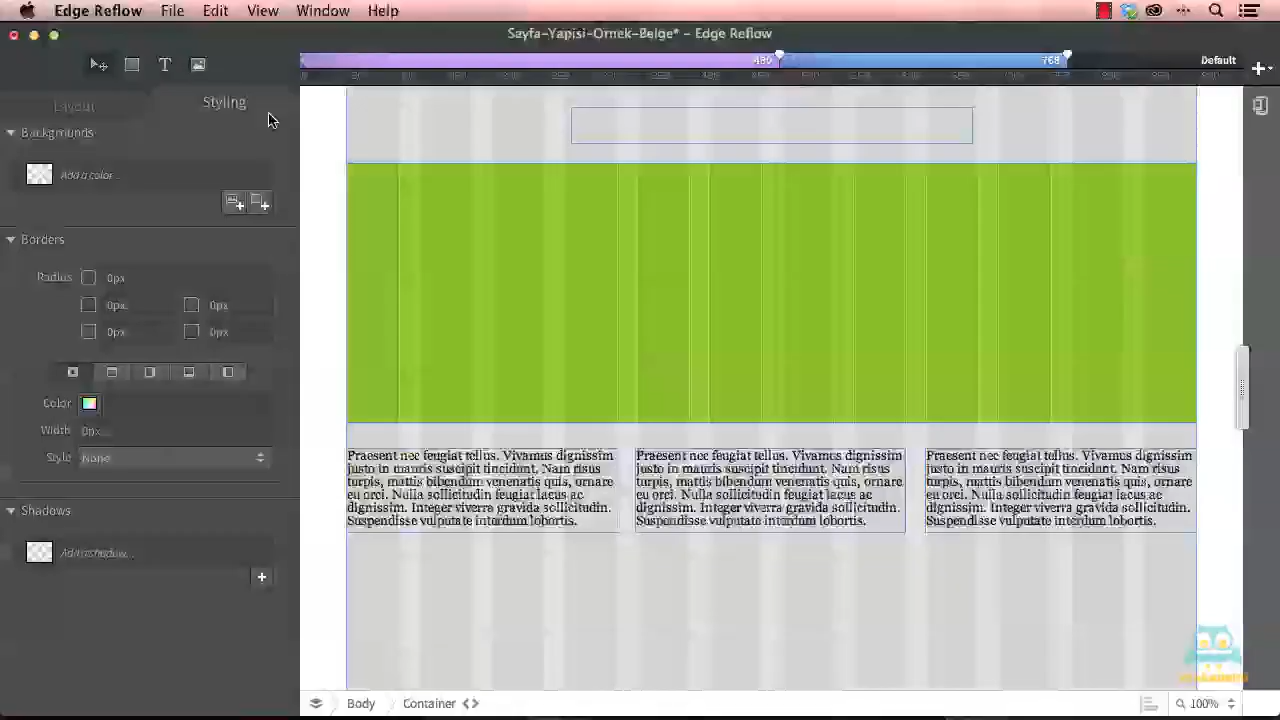 Edge Reflow File Edit View Window Help
Sayfa-Yapisi-Ornek-Belge* - Edge Reflow
480 768 Default
Layout Styling
Backgrounds
Add a color...
Borders
Radius 0px
0px 0px
0px 0px
Color
Width 0px
Style None
Shadows
Add a shadow...
Praesent nec feugiat tellus. Vivamus dignissim
justo in mauris suscipit tincidunt. Nam risus
turpis, mattis bibendum venenatis quis, ornare
eu orci. Nulla sollicitudin feugiat lacus ac
dignissim. Integer viverra gravida sollicitudin.
Suspendisse vulputate interdum lobortis.
Praesent nec feugiat tellus. Vivamus dignissim
justo in mauris suscipit tincidunt. Nam risus
turpis, mattis bibendum venenatis quis, ornare
eu orci. Nulla sollicitudin feugiat lacus ac
dignissim. Integer viverra gravida sollicitudin.
Suspendisse vulputate interdum lobortis.
Praesent nec feugiat tellus. Vivamus dignissim
justo in mauris suscipit tincidunt. Nam risus
turpis, mattis bibendum venenatis quis, ornare
eu orci. Nulla sollicitudin feugiat lacus ac
dignissim. Integer viverra gravida sollicitudin.
Suspendisse vulputate interdum lobortis.
Body Container 100%